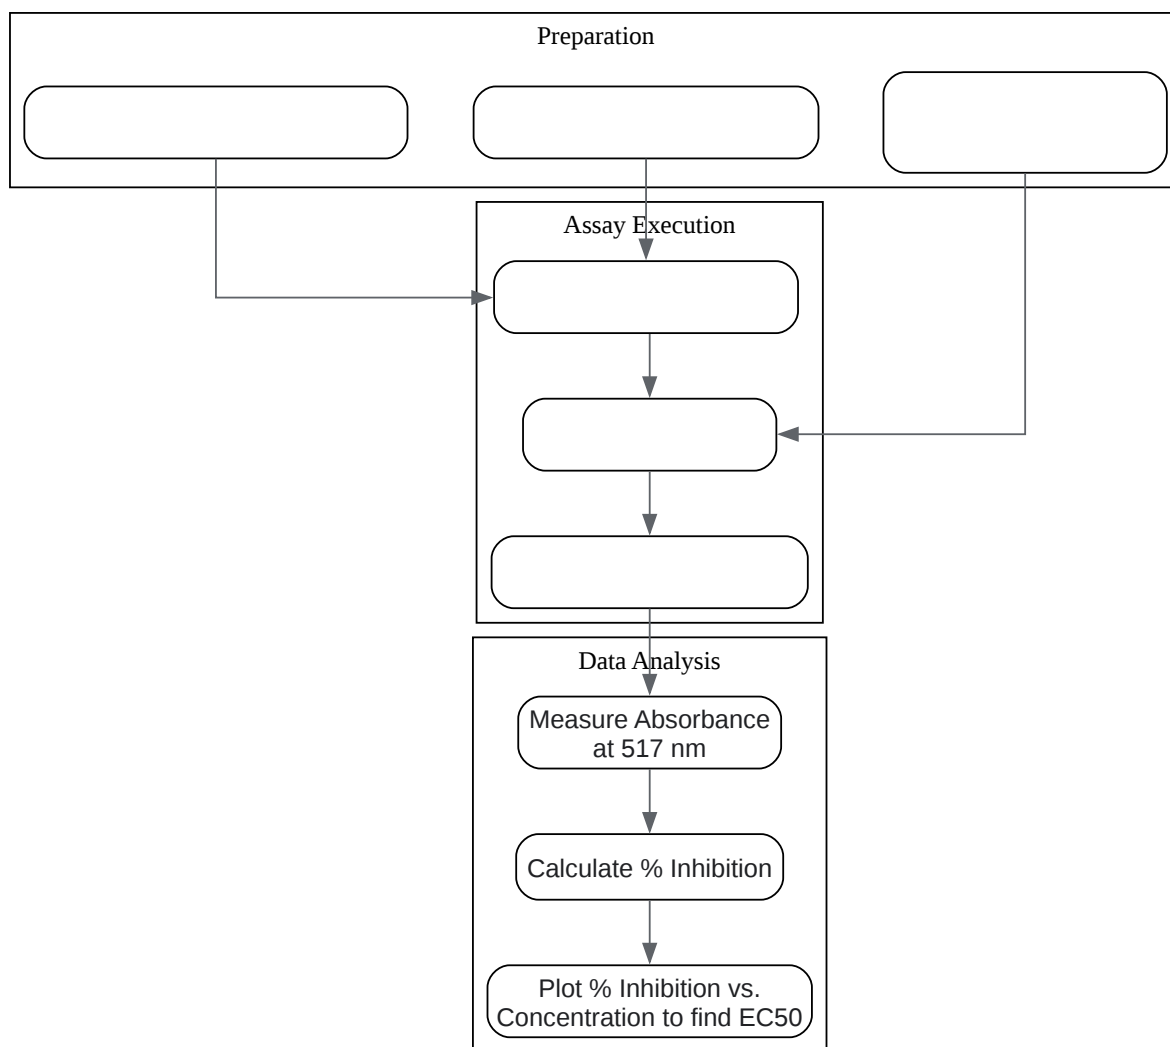 Preparation
Assay Execution
Data Analysis
Measure Absorbance
at 517 nm
Calculate % Inhibition
Plot % Inhibition vs.
Concentration to find EC50